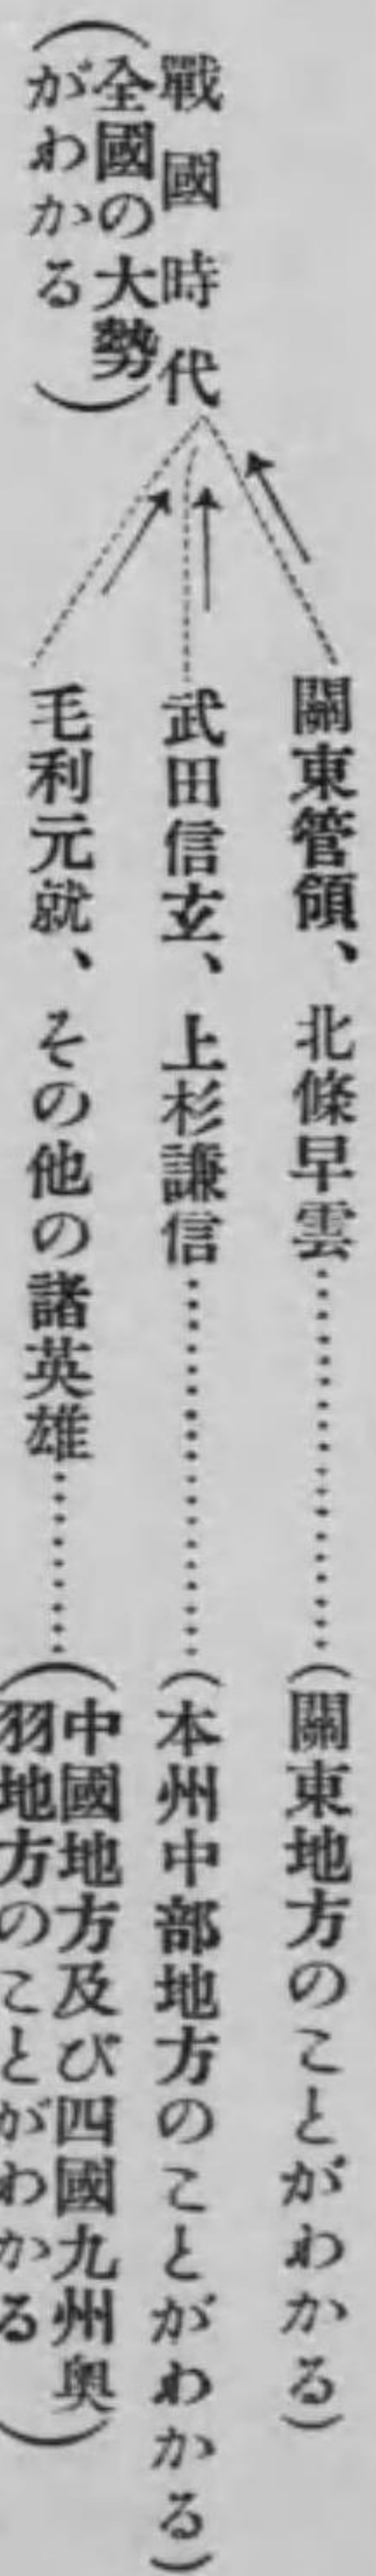 戰國時代
(全國の大勢
がわかる)
關東管領、北條早雲…………(關東地方のことがわかる)
武田信玄、上杉謙信…………(本州中部地方のことがわかる)
毛利元就、その他の諸英雄…………(中國地方及び四國九州奥
羽地方のことがわかる)